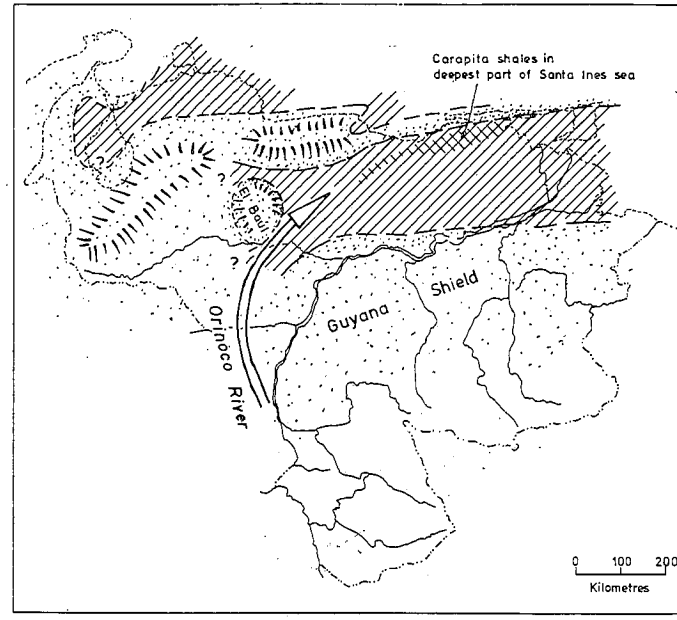 Carapita shales in
deepest part of Santa Ines sea
?
?
El Baul
?
Guyana
Shield
Orinoco River
0 100 200
Kilometres